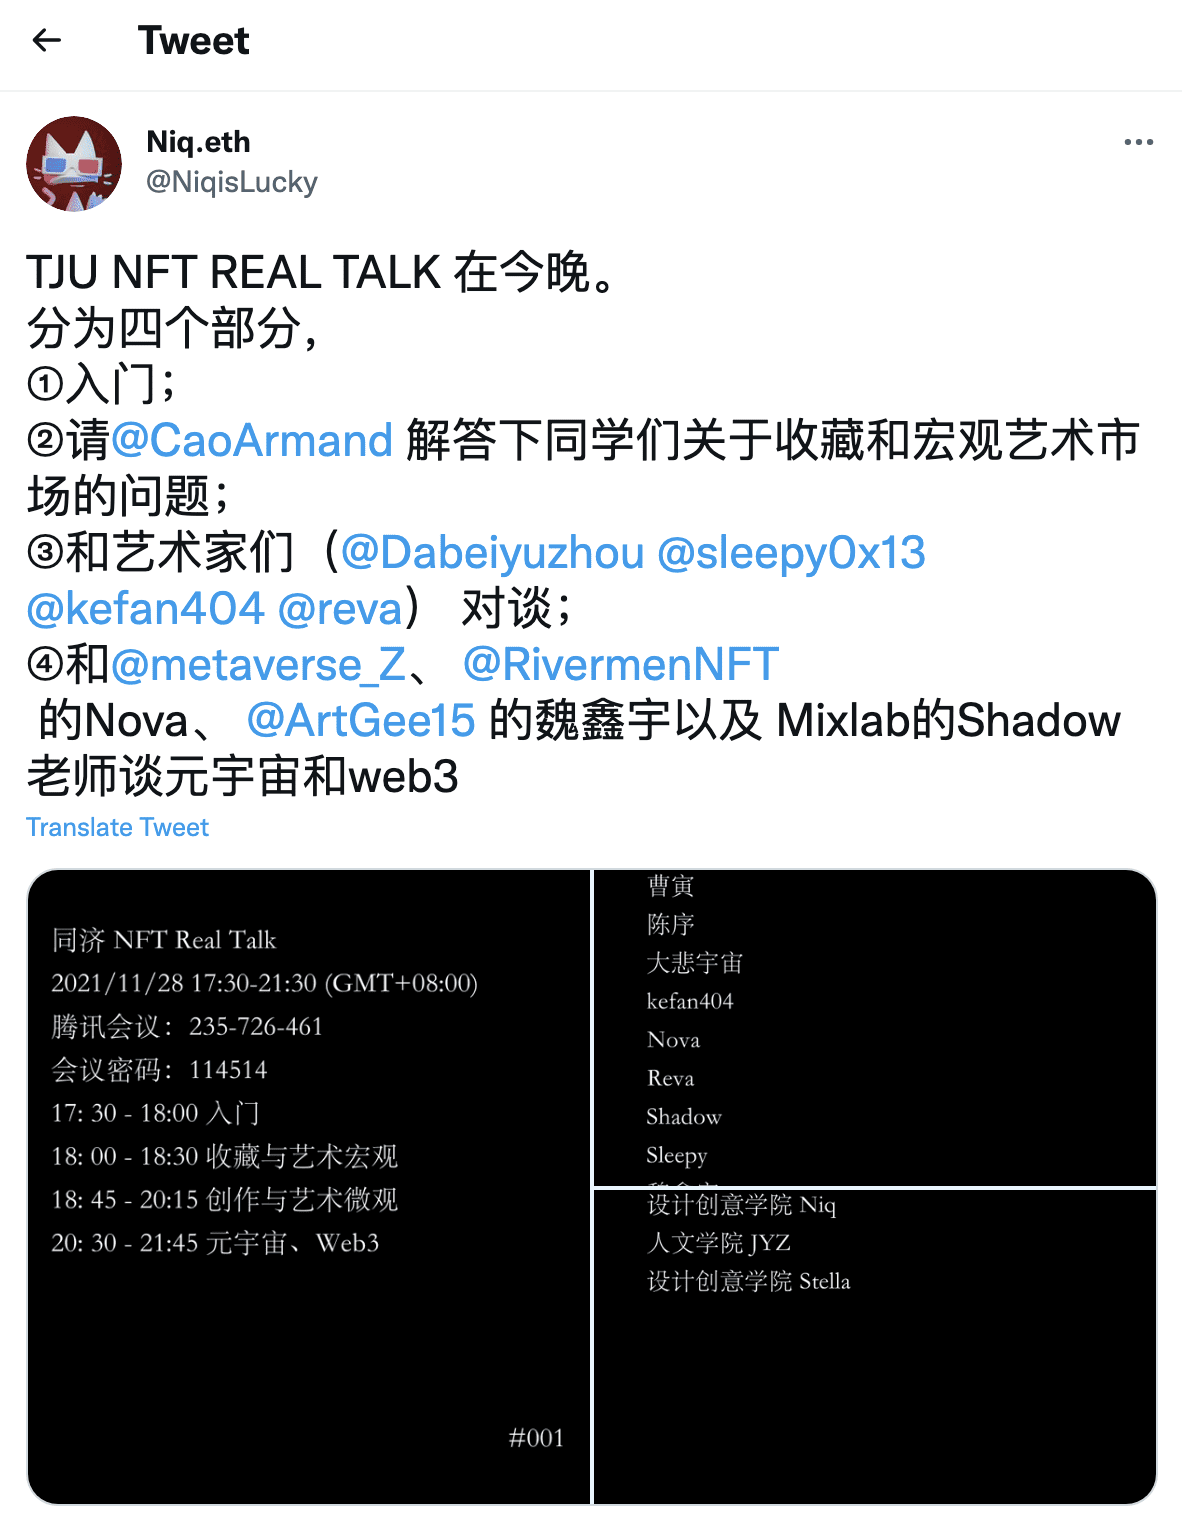 Tweet
Niq.eth
@NiqisLucky
TJU NFT REAL TALK 在今晚。
分为四个部分，
①入门；
②请@CaoArmand 解答下同学们关于收藏和宏观艺术市
场的问题；
③和艺术家们（@Dabeiyuzhou @sleepy0x13
@kefan404 @reva） 对谈；
④和@metaverse_Z、 @RivermenNFT
的Nova、 @ArtGee15 的魏鑫宇以及 Mixlab的Shadow
老师谈元宇宙和web3
Translate Tweet
同济 NFT Real Talk
2021/11/28 17:30-21:30 (GMT+08:00)
腾讯会议：235-726-461
会议密码：114514
17: 30 - 18:00 入门
18: 00 - 18:30 收藏与艺术宏观
18: 45 - 20:15 创作与艺术微观
20: 30 - 21:45 元宇宙、Web3
#001
曹寅
陈序
大悲宇宙
kefan404
Nova
Reva
Shadow
Sleepy
设计创意学院 Niq
人文学院 JYZ
设计创意学院 Stella